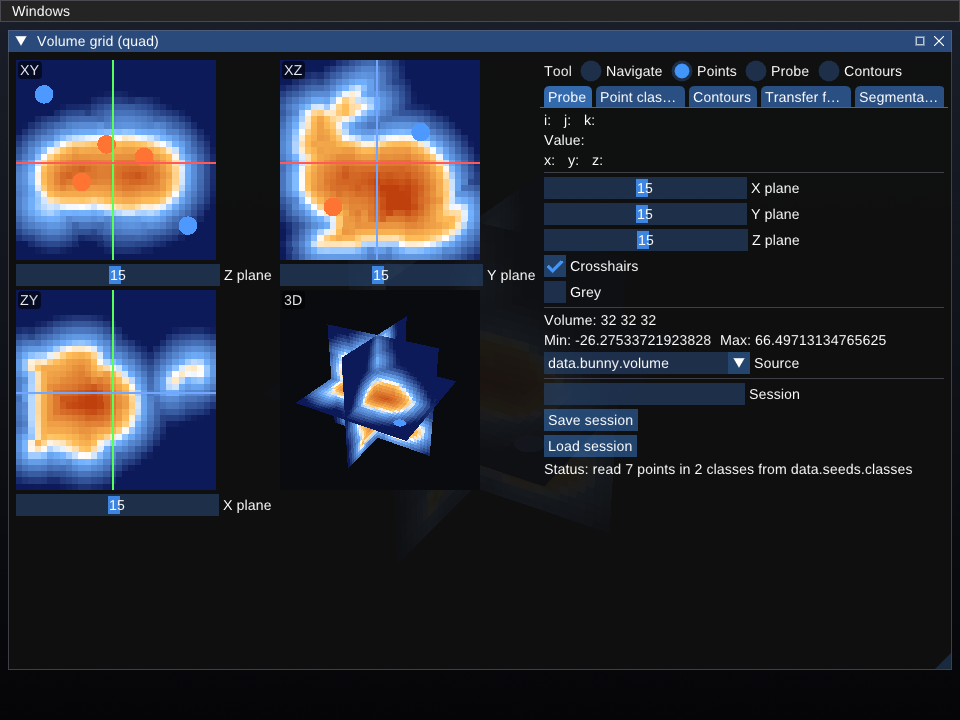 Windows
Volume grid (quad)
XY
XZ
Tool Navigate Points Probe Contours
Probe Point clas... Contours Transfer f... Segmenta...
i: j: k:
Value:
x: y: z:
15 X plane
15 Y plane
15 Z plane
15 Z plane
15 Y plane
Crosshairs
Grey
ZY
3D
Volume: 32 32 32
Min: -26.27533721923828 Max: 66.49713134765625
data.bunny.volume Source
Session
Save session
Load session
Status: read 7 points in 2 classes from data.seeds.classes
15 X plane